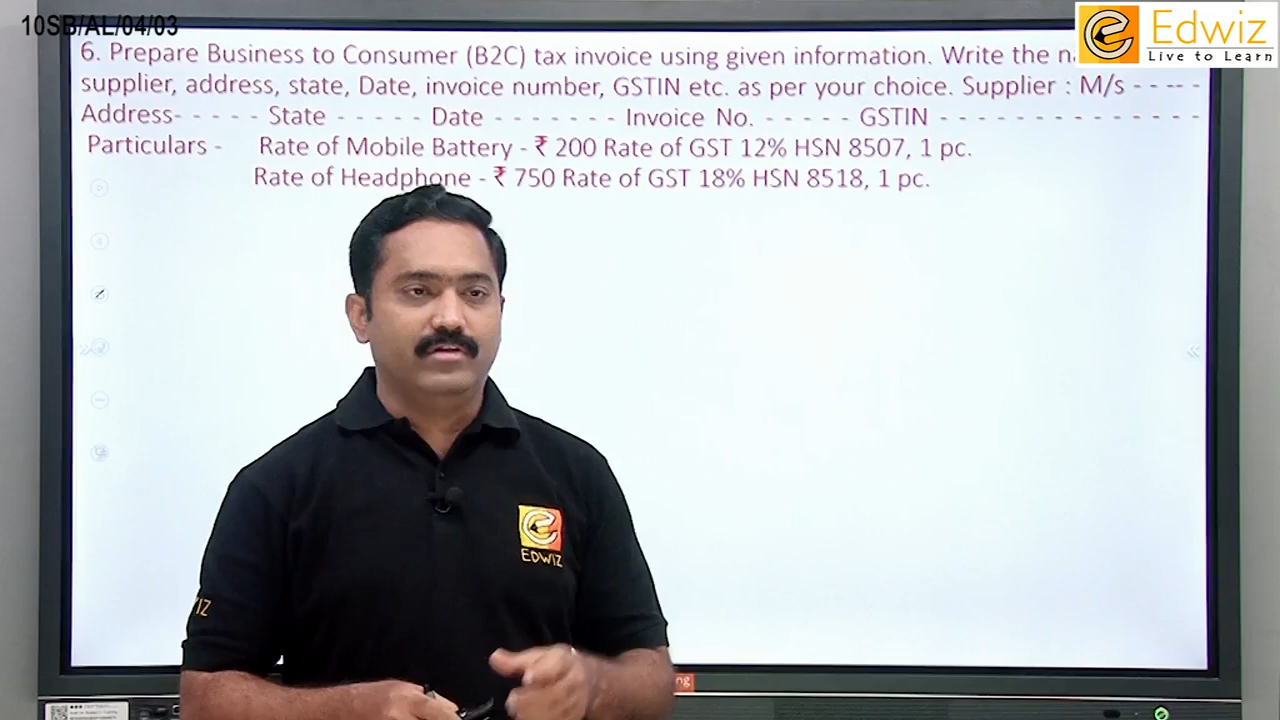 10SB/AL/04/03
Edwiz
Live to Learn
6. Prepare Business to Consumer (B2C) tax invoice using given information. Write the
supplier, address, state, Date, invoice number, GSTIN etc. as per your choice. Supplier : M/s - - -- -
Address- - - - - State - - - - - Date - - - - - - - Invoice No. - - - - - GSTIN - - - - - - - - - - - - -
Particulars - Rate of Mobile Battery - ₹ 200 Rate of GST 12% HSN 8507, 1 pc.
Rate of Headphone - ₹ 750 Rate of GST 18% HSN 8518, 1 pc.
EDWIZ